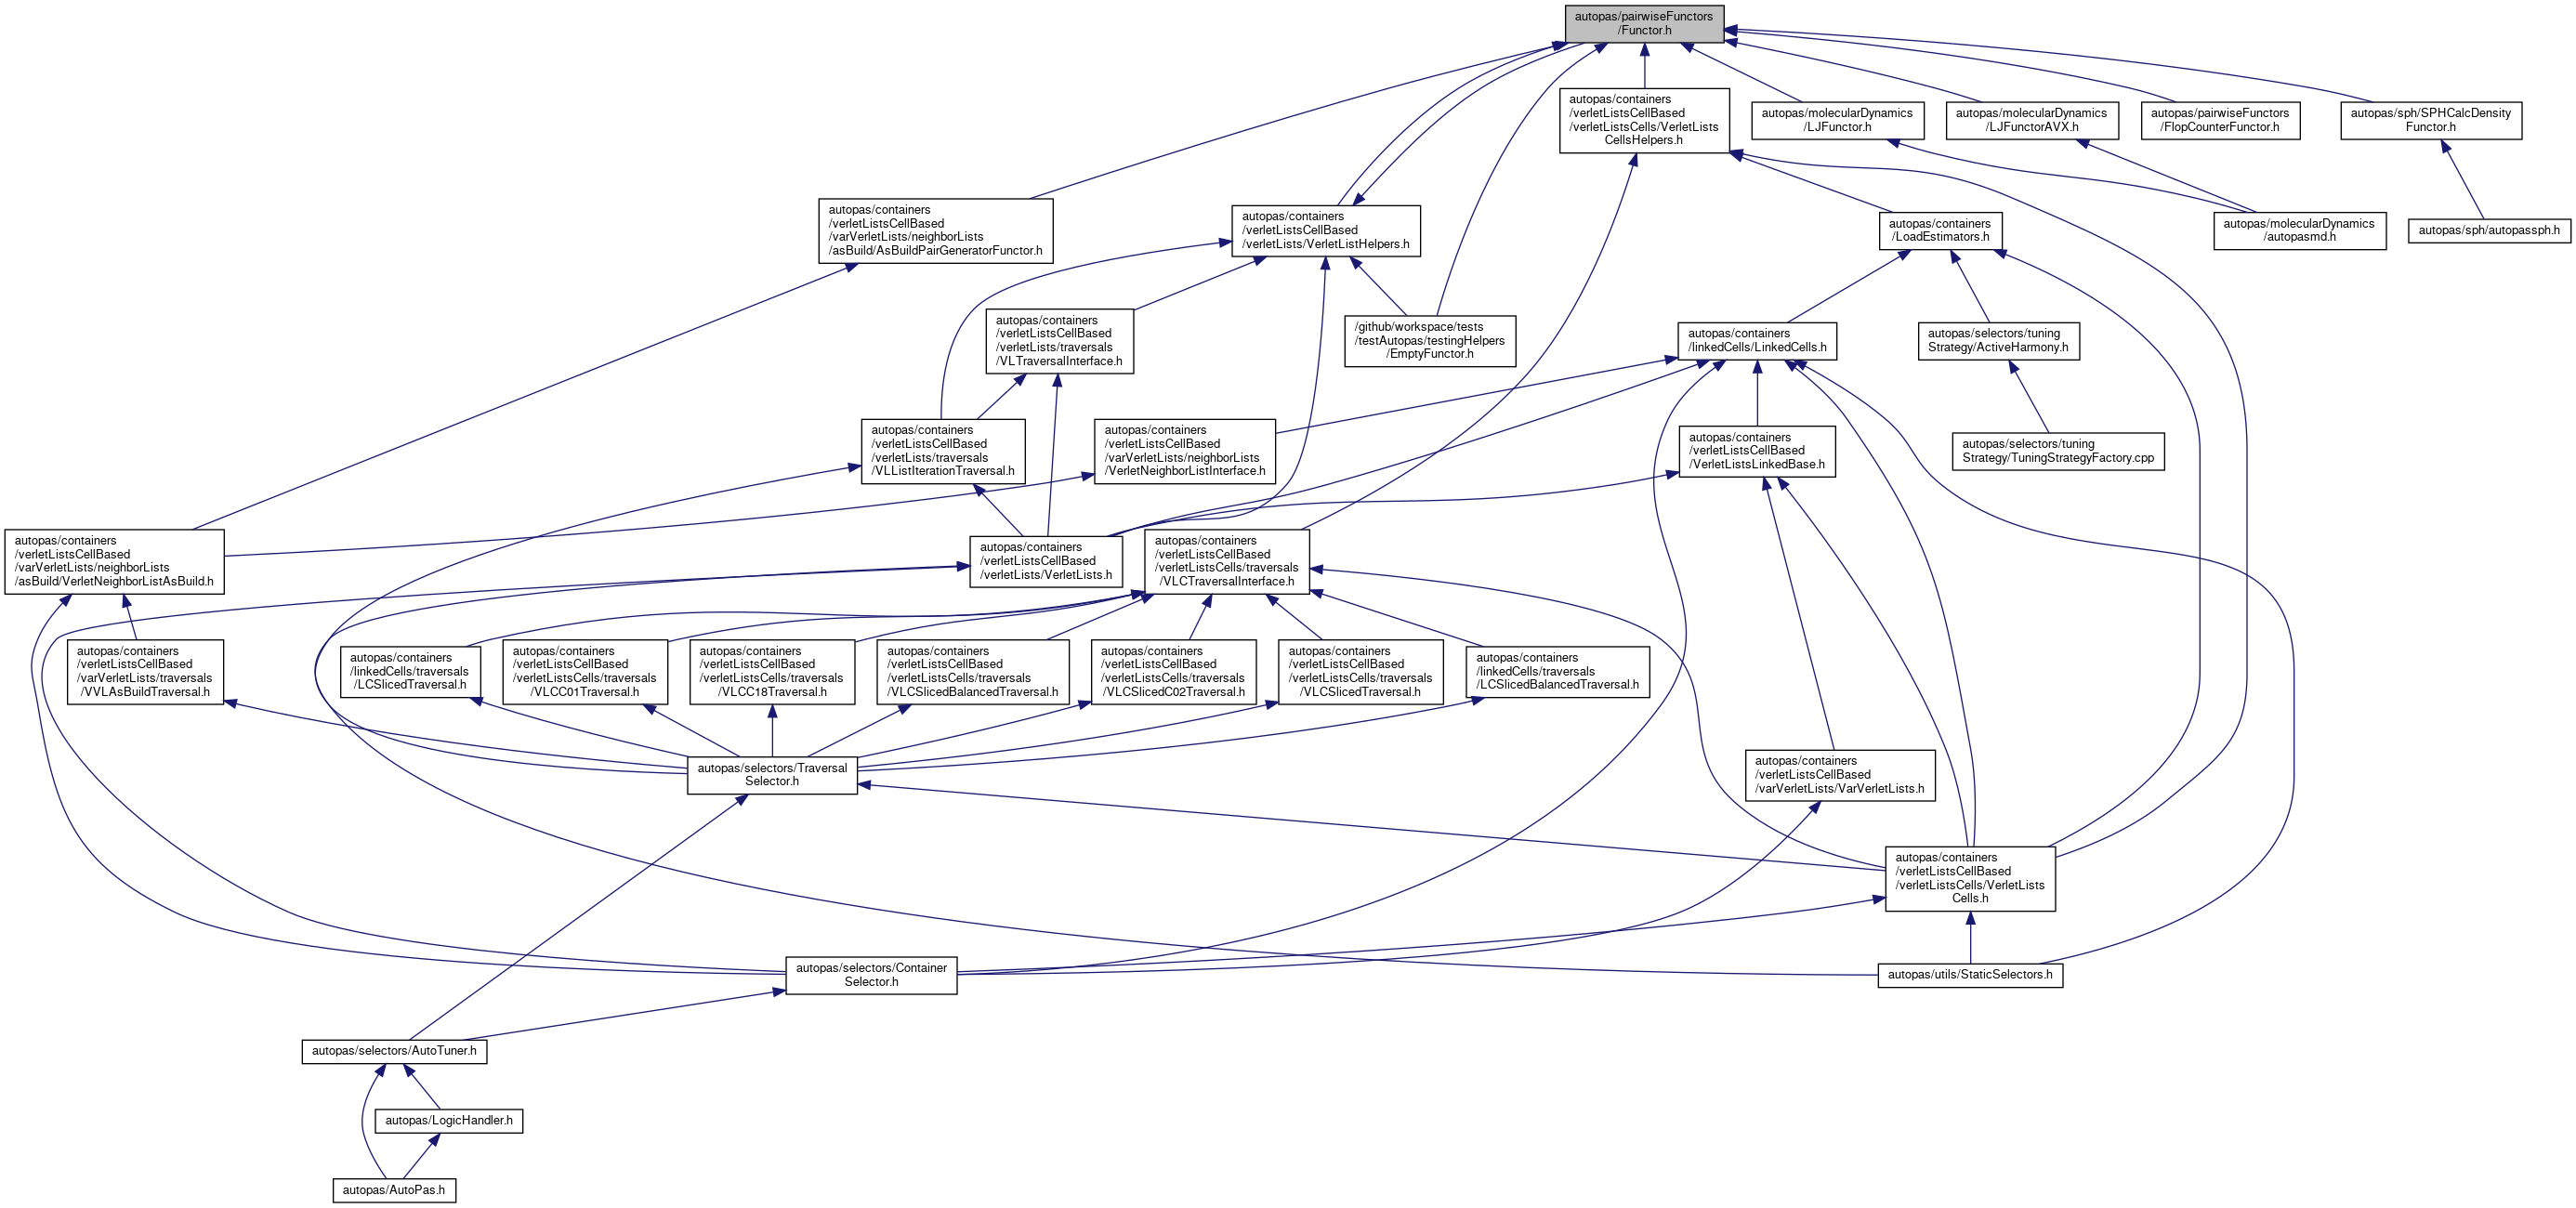 autopas/pairwiseFunctors
/Functor.h
autopas/containers
/verletListsCellBased
/verletListsCells/VerletLists
CellsHelpers.h
autopas/molecularDynamics
/LJFunctor.h
autopas/molecularDynamics
/LJFunctorAVX.h
autopas/pairwiseFunctors
/FlopCounterFunctor.h
autopas/sph/SPHCalcDensity
Functor.h
autopas/containers
/verletListsCellBased
/varVerletLists/neighborLists
/asBuild/AsBuildPairGeneratorFunctor.h
autopas/containers
/verletListsCellBased
/verletLists/VerletListHelpers.h
autopas/containers
/LoadEstimators.h
autopas/molecularDynamics
/autopasmd.h
autopas/sph/autopassph.h
autopas/containers
/verletListsCellBased
/verletLists/traversals
/VLTraversalInterface.h
/github/workspace/tests
/testAutopas/testingHelpers
/EmptyFunctor.h
autopas/containers
/linkedCells/LinkedCells.h
autopas/selectors/tuning
Strategy/ActiveHarmony.h
autopas/containers
/verletListsCellBased
/verletLists/traversals
/VLListIterationTraversal.h
autopas/containers
/verletListsCellBased
/varVerletLists/neighborLists
/VerletNeighborListInterface.h
autopas/containers
/verletListsCellBased
/VerletListsLinkedBase.h
autopas/selectors/tuning
Strategy/TuningStrategyFactory.cpp
autopas/containers
/verletListsCellBased
/varVerletLists/neighborLists
/asBuild/VerletNeighborListAsBuild.h
autopas/containers
/verletListsCellBased
/verletLists/VerletLists.h
autopas/containers
/verletListsCellBased
/verletListsCells/traversals
/VLCTraversalInterface.h
autopas/containers
/verletListsCellBased
/varVerletLists/traversals
/VVLAsBuildTraversal.h
autopas/containers
/linkedCells/traversals
/LCSlicedTraversal.h
autopas/containers
/verletListsCellBased
/verletListsCells/traversals
/VLCC01Traversal.h
autopas/containers
/verletListsCellBased
/verletListsCells/traversals
/VLCC18Traversal.h
autopas/containers
/verletListsCellBased
/verletListsCells/traversals
/VLCSlicedBalancedTraversal.h
autopas/containers
/verletListsCellBased
/verletListsCells/traversals
/VLCSlicedC02Traversal.h
autopas/containers
/verletListsCellBased
/verletListsCells/traversals
/VLCSlicedTraversal.h
autopas/containers
/linkedCells/traversals
/LCSlicedBalancedTraversal.h
autopas/selectors/Traversal
Selector.h
autopas/containers
/verletListsCellBased
/varVerletLists/VarVerletLists.h
autopas/containers
/verletListsCellBased
/verletListsCells/VerletLists
Cells.h
autopas/selectors/Container
Selector.h
autopas/utils/StaticSelectors.h
autopas/selectors/AutoTuner.h
autopas/LogicHandler.h
autopas/AutoPas.h